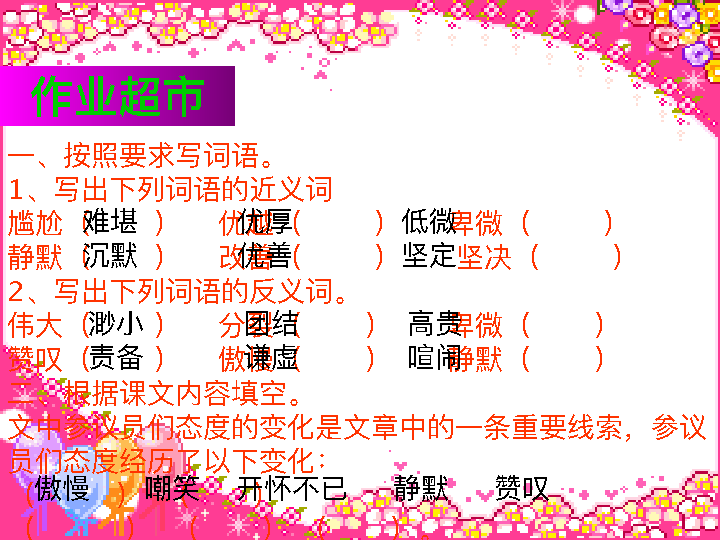 作业超市
一、按照要求写词语。
1、写出下列词语的近义词
尴尬（难堪 ） 优越（优厚 ） 卑微（低微 ）
静默（沉默 ） 改善（优善 ） 坚决（坚定 ）
2、写出下列词语的反义词。
伟大（渺小 ） 分裂（团结 ） 卑微（高贵 ）
赞叹（责备 ） 傲慢（谦虚 ） 静默（喧闹 ）
二、根据课文内容填空。
文中参议员们态度的变化是文章中的一条重要线索，参议
员们态度经历了以下变化：
（傲慢 ） 嘲笑 开怀不已 静默 赞叹
（ ） （ ） （ ）。